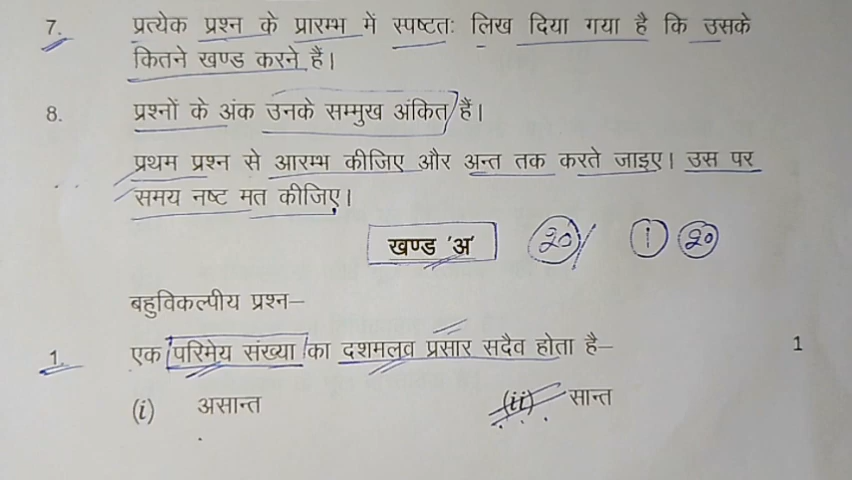 7. प्रत्येक प्रश्न के प्रारम्भ में स्पष्टतः लिख दिया गया है कि उसके
कितने खण्ड करने हैं।
8. प्रश्नों के अंक उनके सम्मुख अंकित हैं।
प्रथम प्रश्न से आरम्भ कीजिए और अन्त तक करते जाइए। उस पर
समय नष्ट मत कीजिए।
खण्ड 'अ' 20 1 20
बहुविकल्पीय प्रश्न–
1. एक परिमेय संख्या का दशमलव प्रसार सदैव होता है– 1
(i) असान्त (ii) सान्त